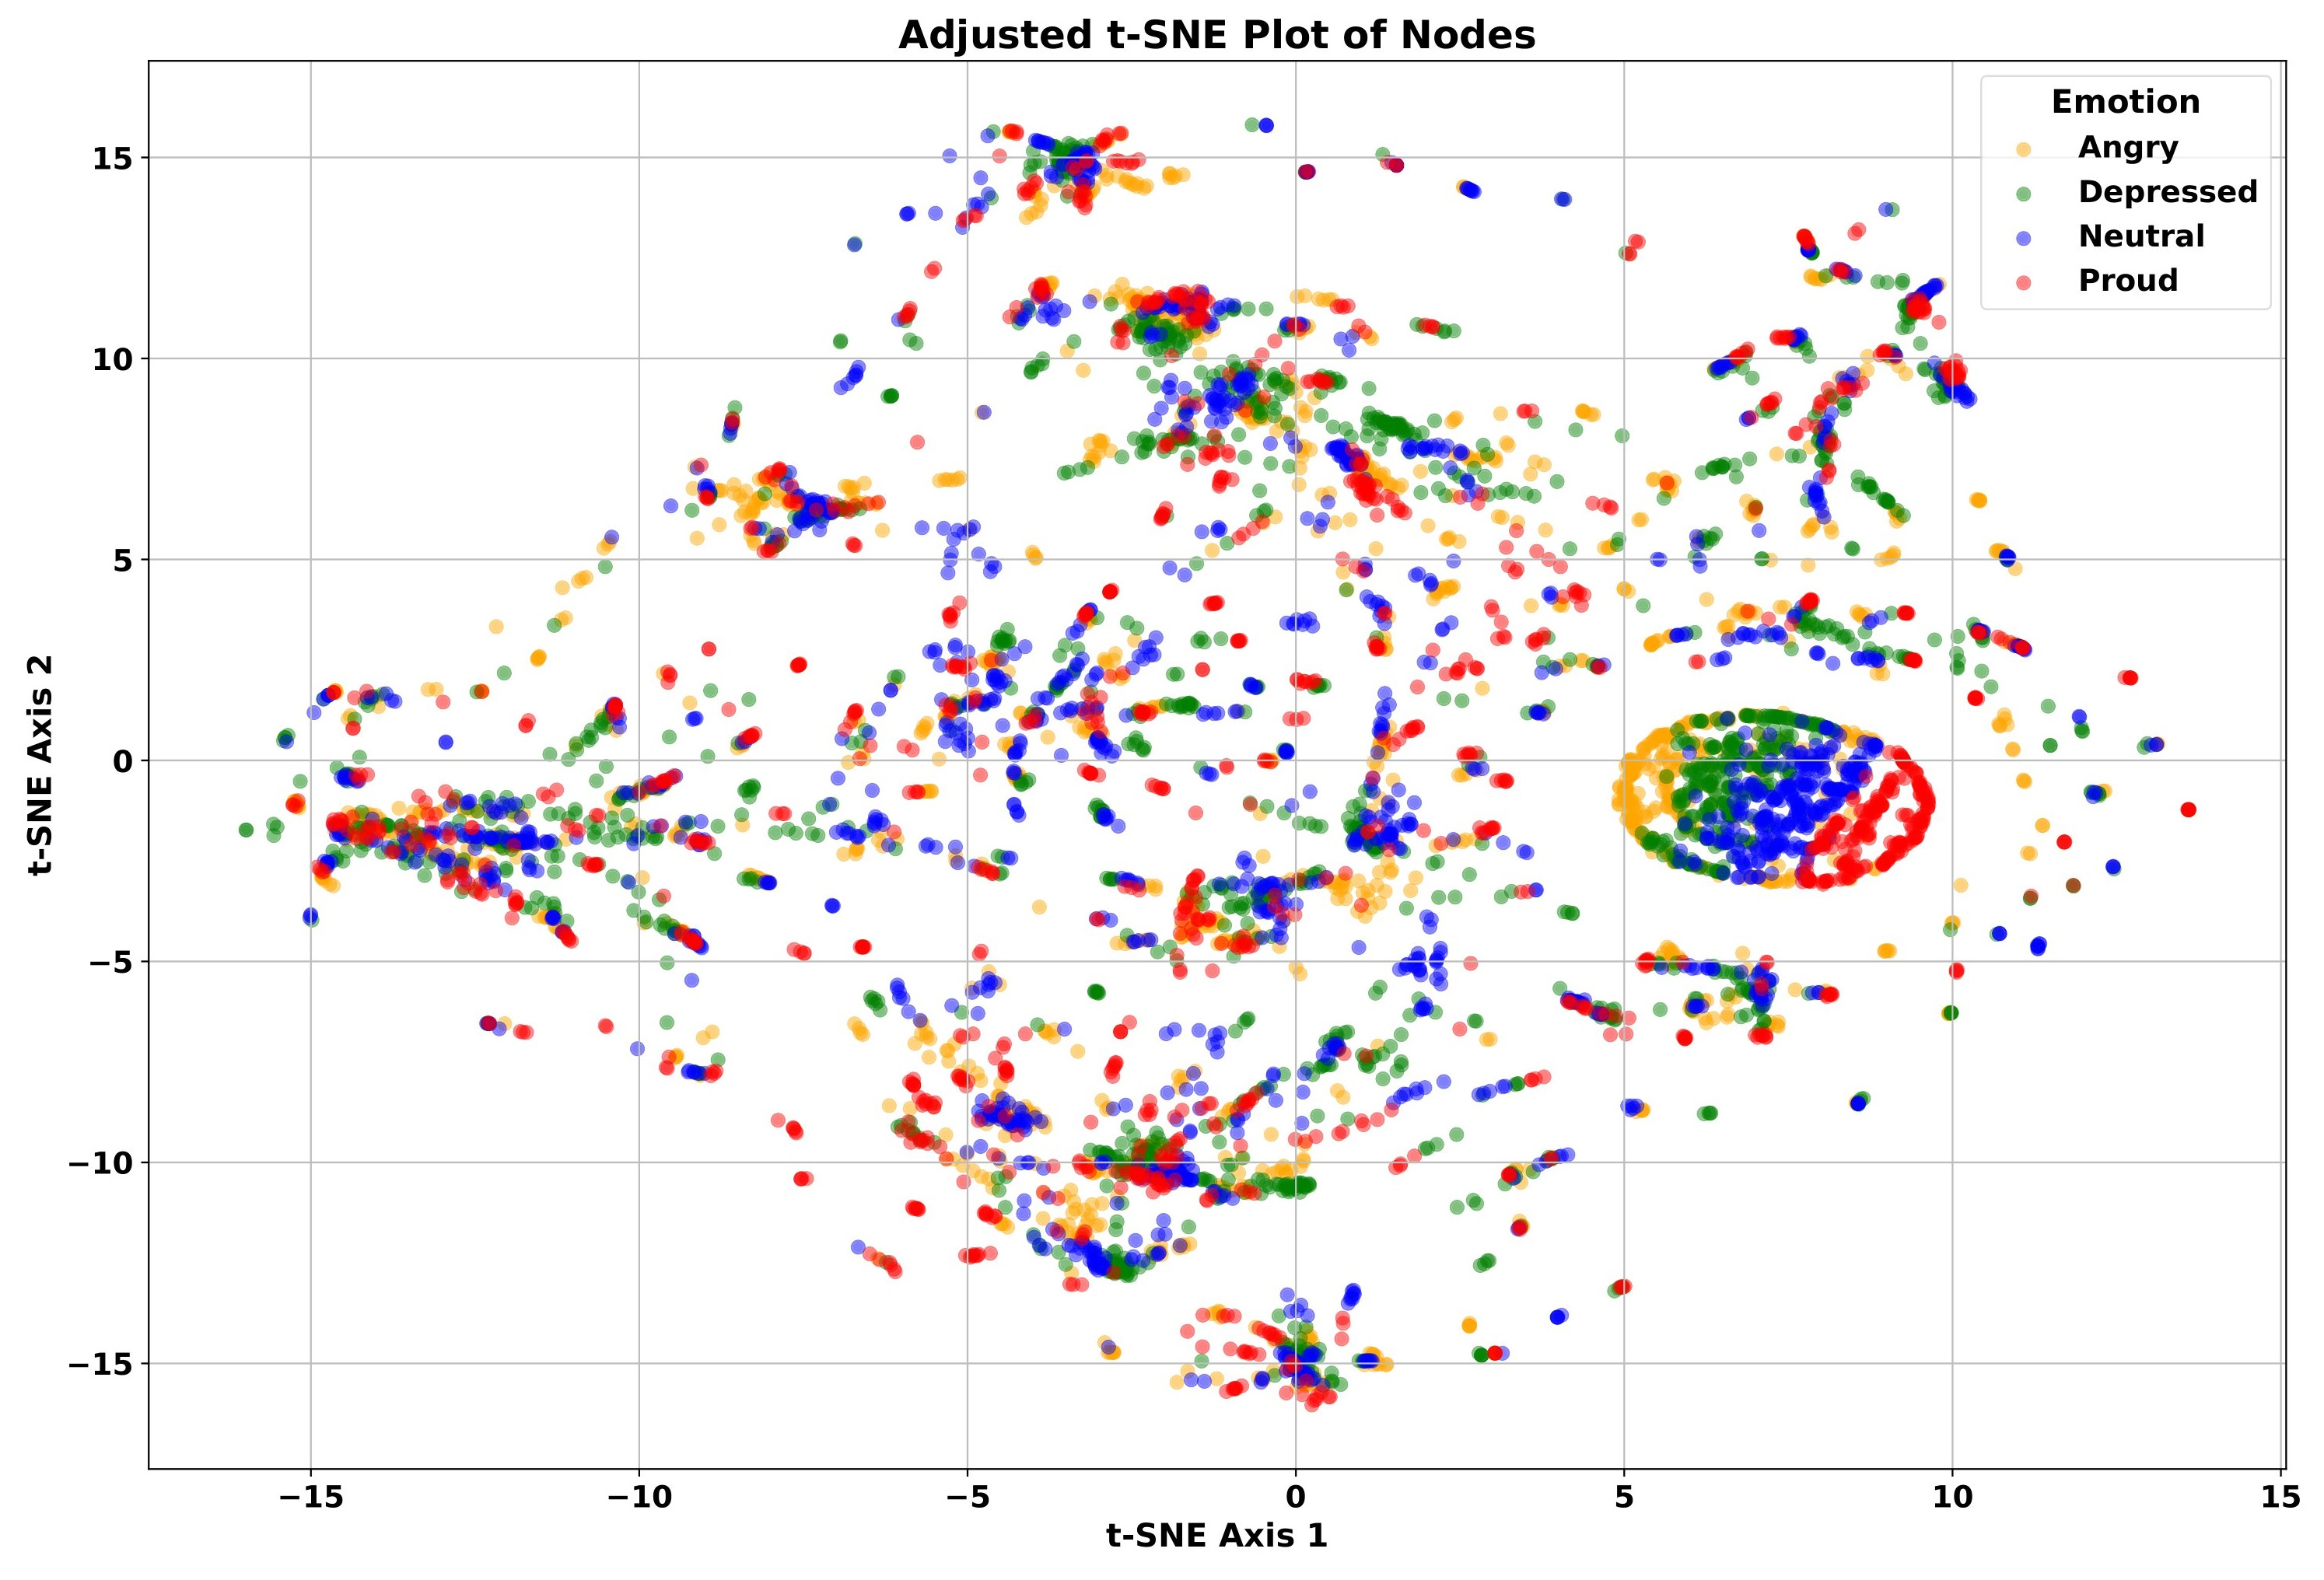 Adjusted t-SNE Plot of Nodes
Emotion
Angry
Depressed
Neutral
Proud
15
10
5
0
−5
−10
−15
t-SNE Axis 2
−15
−10
−5
0
5
10
15
t-SNE Axis 1